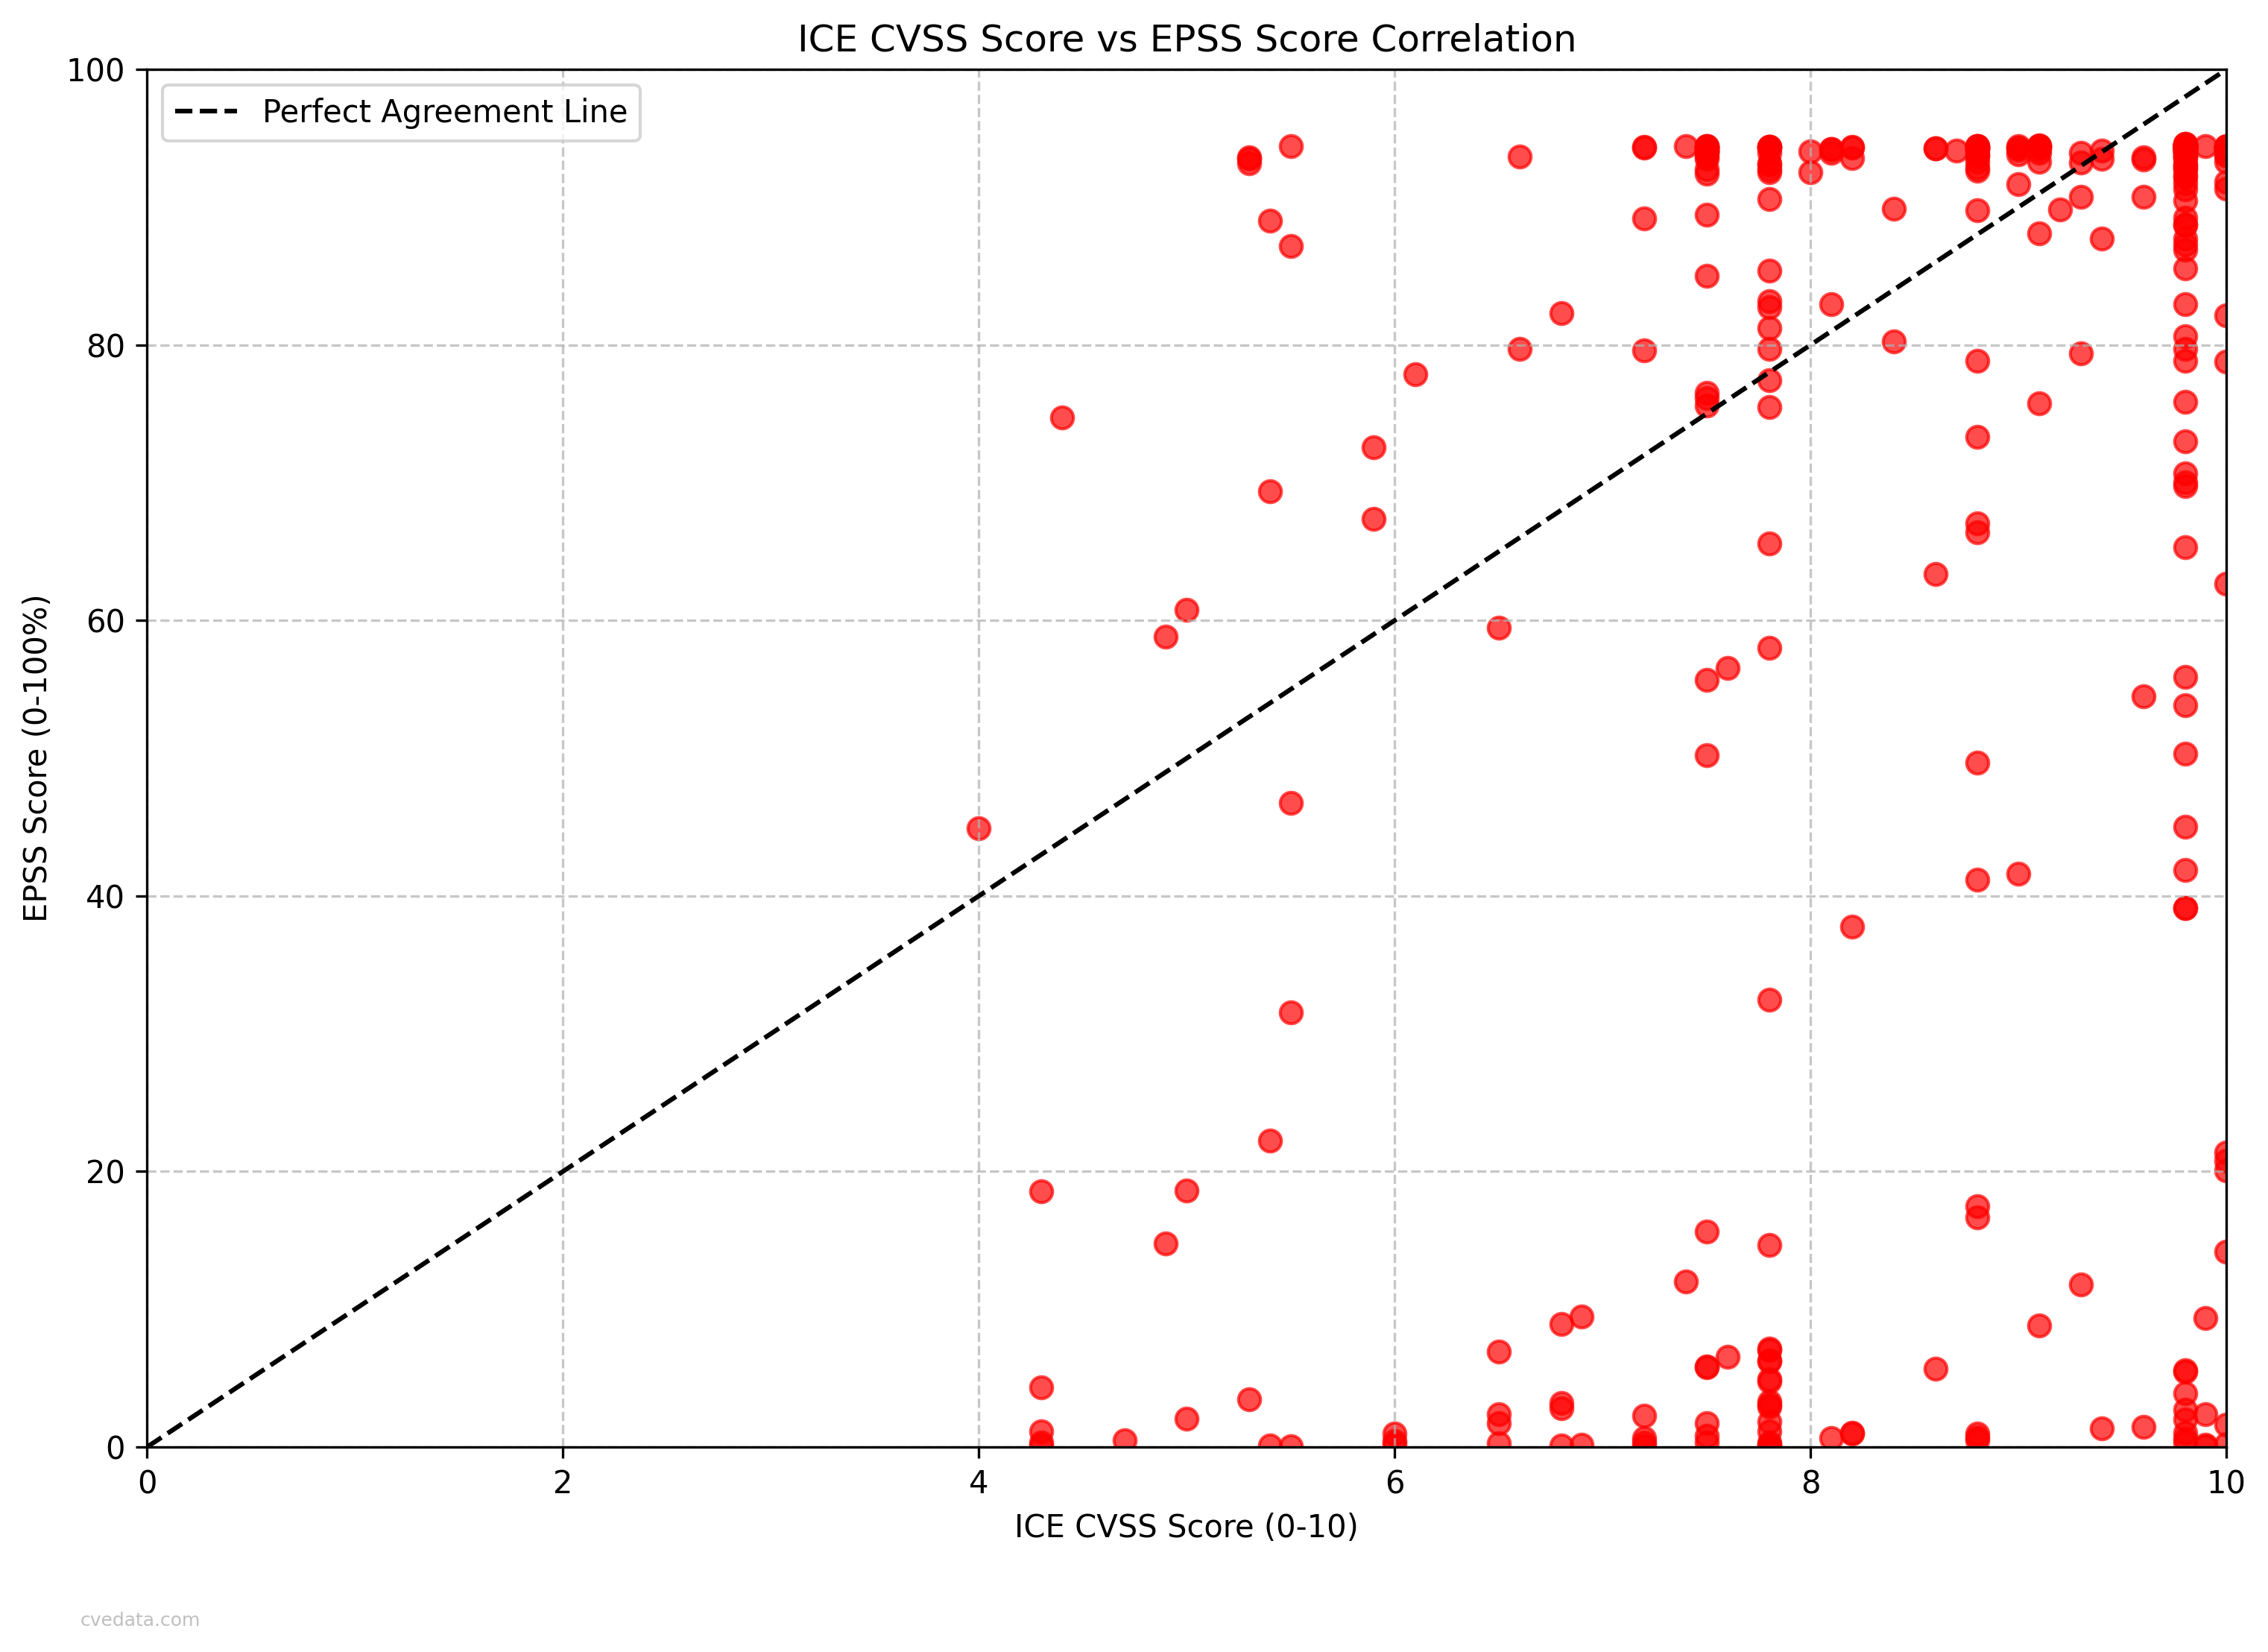 ICE CVSS Score vs EPSS Score Correlation
Perfect Agreement Line
EPSS Score (0-100%)
100
80
60
40
20
0
0 2 4 6 8 10
ICE CVSS Score (0-10)
cvedata.com